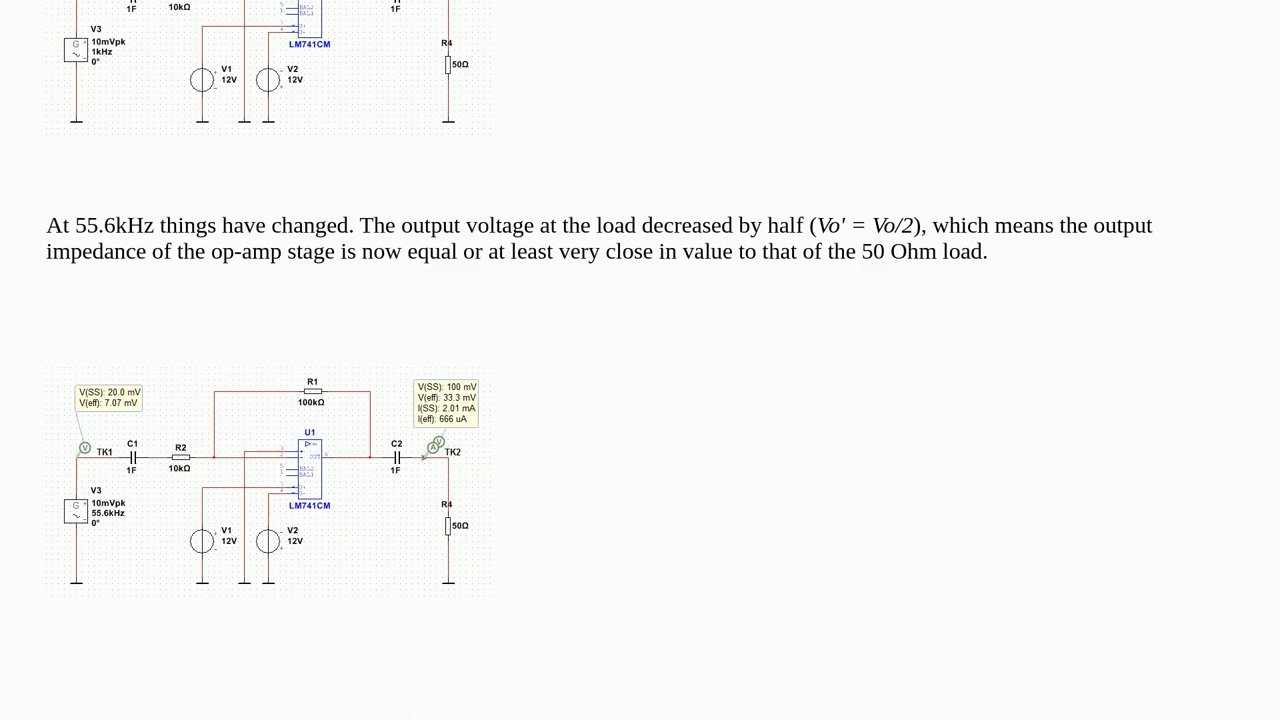 1F
10kΩ
1F
BAL2
BAL1
V+
V-
V3
10mVpk
1kHz
0°
G
LM741CM
V1
12V
V2
12V
R4
50Ω
At 55.6kHz things have changed. The output voltage at the load decreased by half (Vo' = Vo/2), which means the output
impedance of the op-amp stage is now equal or at least very close in value to that of the 50 Ohm load.
V(SS): 20.0 mV
V(eff): 7.07 mV
R1
100kΩ
V(SS): 100 mV
V(eff): 33.3 mV
I(SS): 2.01 mA
I(eff): 666 uA
V
TK1
C1
1F
R2
10kΩ
U1
OUT
BAL2
BAL1
LM741CM
C2
1F
A
V
TK2
V3
10mVpk
55.6kHz
0°
G
V1
12V
V2
12V
R4
50Ω